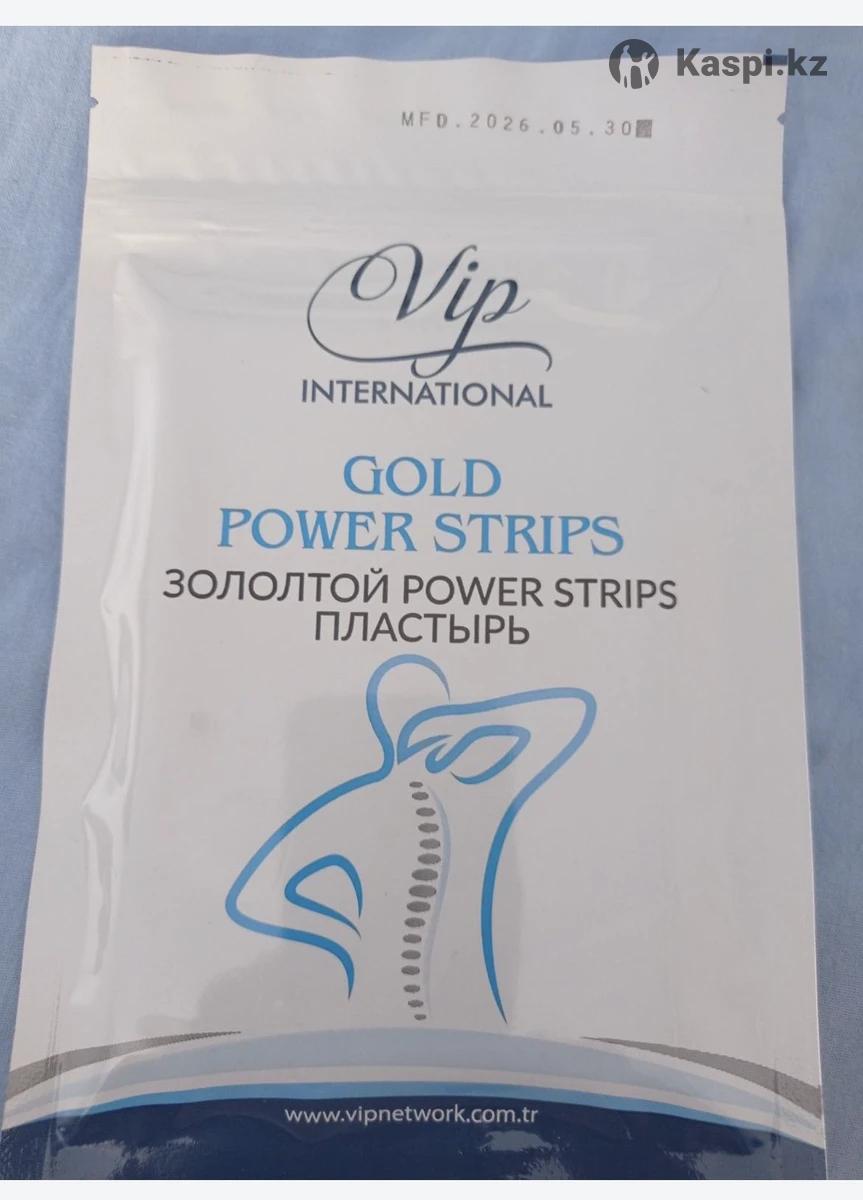 Kaspi.kz
MFD.2026.05.30
Vip
INTERNATIONAL
GOLD
POWER STRIPS
ЗОЛОЛТОЙ POWER STRIPS
ПЛАСТЫРЬ
www.vipnetwork.com.tr